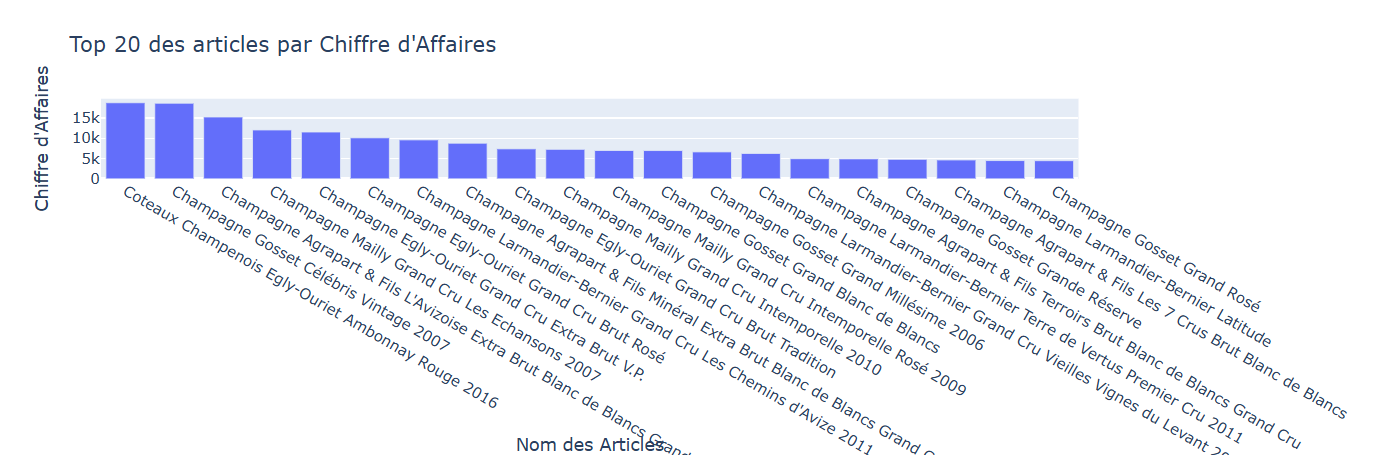 Top 20 des articles par Chiffre d'Affaires
Chiffre d'Affaires
15k
10k
5k
0
Coteaux Champenois Egly-Ouriet Ambonnay Rouge 2016
Champagne Gosset Célébris Vintage 2007
Champagne Agrapart & Fils L'Avizoise Extra Brut Blanc de Blancs Grand
Champagne Mailly Grand Cru Les Echansons 2007
Champagne Egly-Ouriet Grand Cru Extra Brut V.P.
Champagne Egly-Ouriet Grand Cru Brut Rosé
Champagne Larmandier-Bernier Grand Cru Les Chemins d'Avize 2011
Champagne Agrapart & Fils Minéral Extra Brut Blanc de Blancs Grand
Champagne Egly-Ouriet Grand Cru Brut Tradition
Champagne Mailly Grand Cru Intemporelle 2010
Champagne Mailly Grand Cru Intemporelle Rosé 2009
Champagne Gosset Grand Blanc de Blancs
Champagne Gosset Grand Millésime 2006
Champagne Larmandier-Bernier Grand Cru Vieilles Vignes du Levant
Champagne Larmandier-Bernier Terre de Vertus Premier Cru 2011
Champagne Agrapart & Fils Terroirs Brut Blanc de Blancs Grand Cru
Champagne Gosset Grande Réserve
Champagne Agrapart & Fils Les 7 Crus Brut Blanc de Blancs
Champagne Larmandier-Bernier Latitude
Champagne Gosset Grand Rosé
Nom des Articles